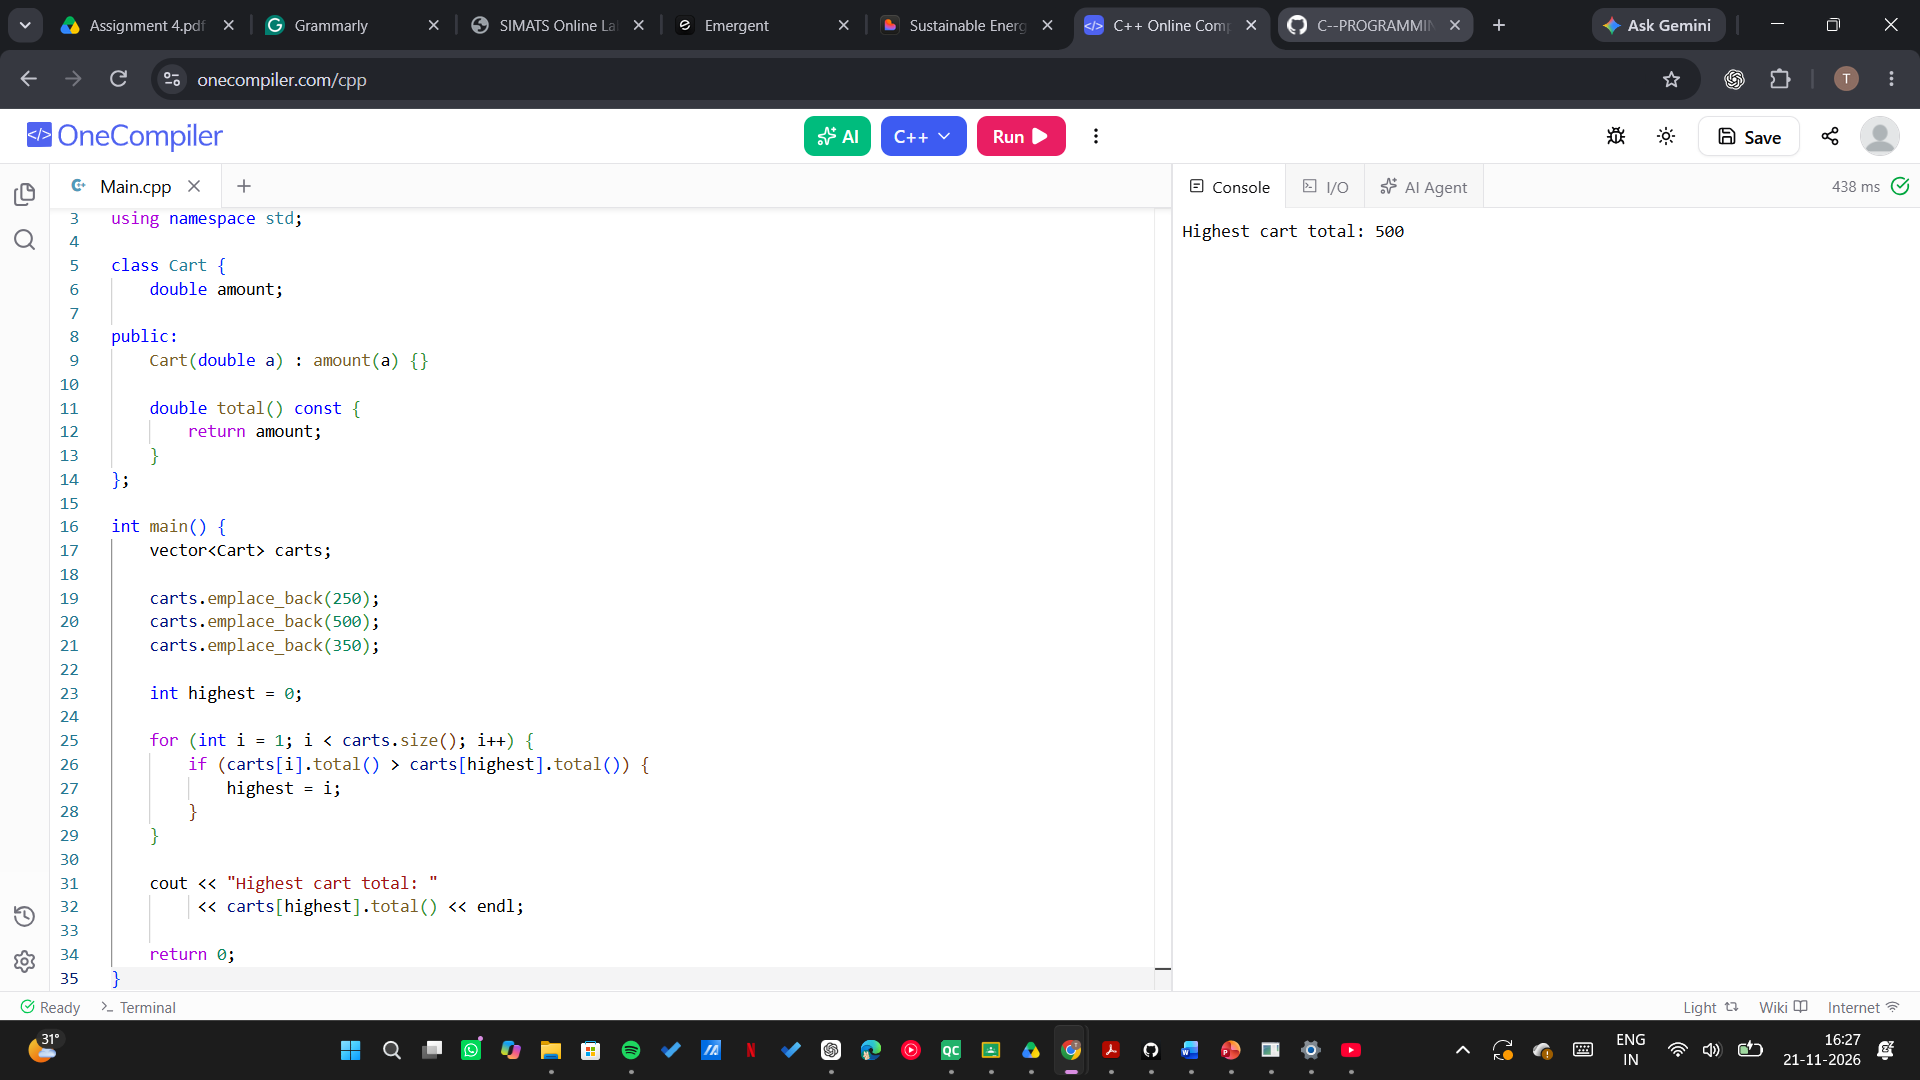 Assignment 4.pdf
Grammarly
SIMATS Online La
Emergent
Sustainable Energ
C++ Online Comp
C--PROGRAMMIN
Ask Gemini
onecompiler.com/cpp
T
OneCompiler
AI
C++
Run
Save
Main.cpp
Console
I/O
AI Agent
438 ms
3 using namespace std;
4
5 class Cart {
6 double amount;
7
8 public:
9 Cart(double a) : amount(a) {}
10
11 double total() const {
12 return amount;
13 }
14 };
15
16 int main() {
17 vector<Cart> carts;
18
19 carts.emplace_back(250);
20 carts.emplace_back(500);
21 carts.emplace_back(350);
22
23 int highest = 0;
24
25 for (int i = 1; i < carts.size(); i++) {
26 if (carts[i].total() > carts[highest].total()) {
27 highest = i;
28 }
29 }
30
31 cout << "Highest cart total: "
32 << carts[highest].total() << endl;
33
34 return 0;
35 }
Highest cart total: 500
Ready
Terminal
Light
Wiki
Internet
31°
QC
ENG
IN
16:27
21-11-2026